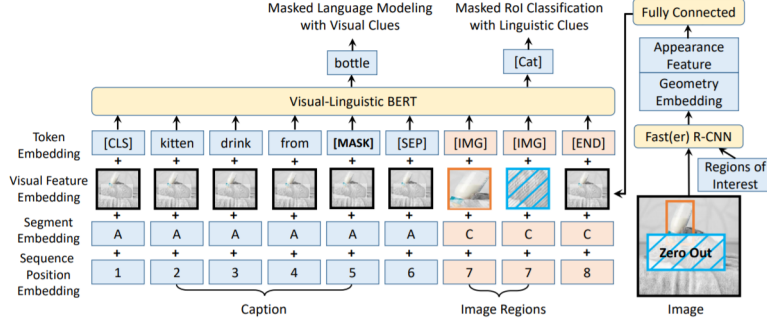 Masked Language Modeling
with Visual Clues
Masked RoI Classification
with Linguistic Clues
Fully Connected
bottle
[Cat]
Appearance
Feature
Geometry
Embedding
Visual-Linguistic BERT
Fast(er) R-CNN
Token
Embedding
[CLS] kitten drink from [MASK] [SEP] [IMG] [IMG] [END]
+ + + + + + + + +
Regions of
Interest
Visual Feature
Embedding
+ + + + + + + + +
Segment
Embedding
A A A A A A C C C
+ + + + + + + + +
Zero Out
Sequence
Position
Embedding
1 2 3 4 5 6 7 7 8
Caption
Image Regions
Image